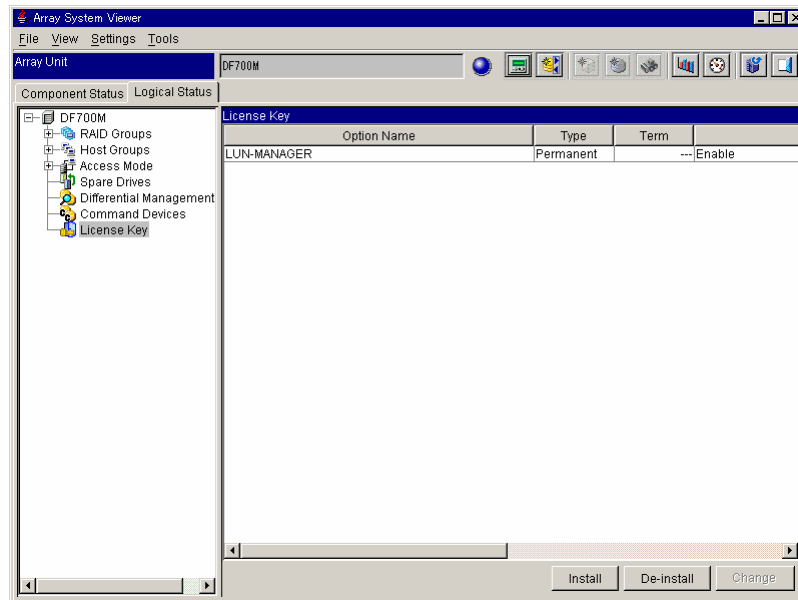 Array System Viewer
File View Settings Tools
Array Unit
DF700M
Component Status Logical Status
DF700M
RAID Groups
Host Groups
Access Mode
Spare Drives
Differential Management
Command Devices
License Key
License Key
Option Name Type Term
LUN-MANAGER Permanent --- Enable
Install De-install Change